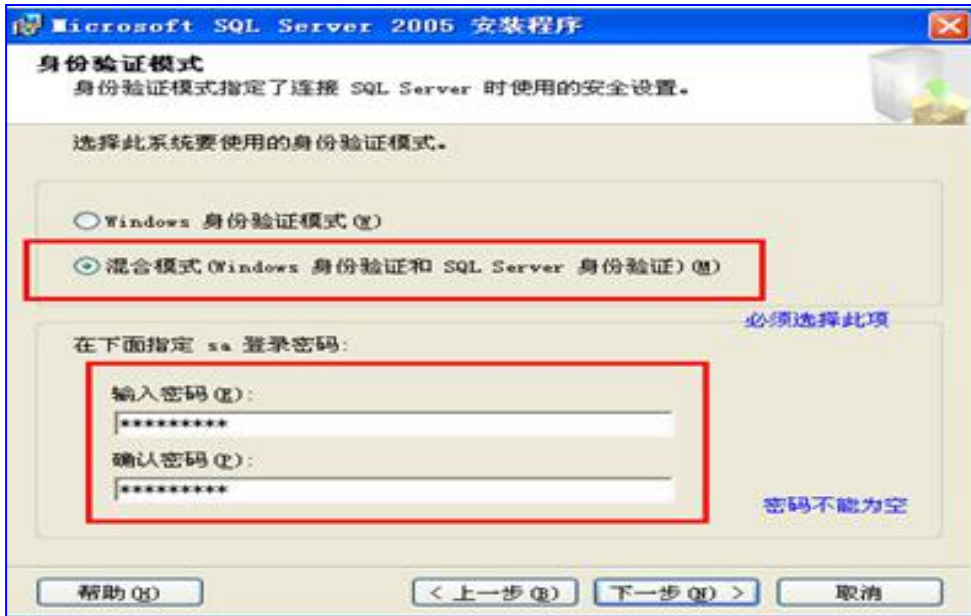 Microsoft SQL Server 2005 安装程序
身份验证模式
身份验证模式指定了连接 SQL Server 时使用的安全设置。
选择此系统要使用的身份验证模式。
Windows 身份验证模式(W)
混合模式(Windows 身份验证和 SQL Server 身份验证)(M)
必须选择此项
在下面指定 sa 登录密码:
输入密码(E):
*********
确认密码(P):
*********
密码不能为空
帮助(H)
< 上一步(B)
下一步(N) >
取消